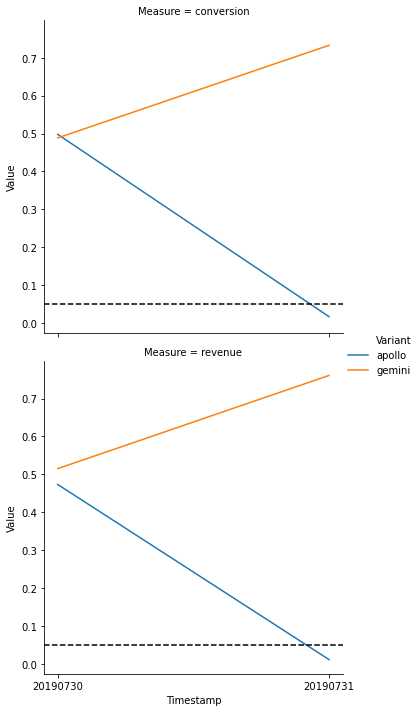 Measure = conversion
0.7
0.6
0.5
0.4
0.3
0.2
0.1
0.0
Value
Variant
apollo
gemini
Measure = revenue
0.7
0.6
0.5
0.4
0.3
0.2
0.1
0.0
Value
20190730 20190731
Timestamp